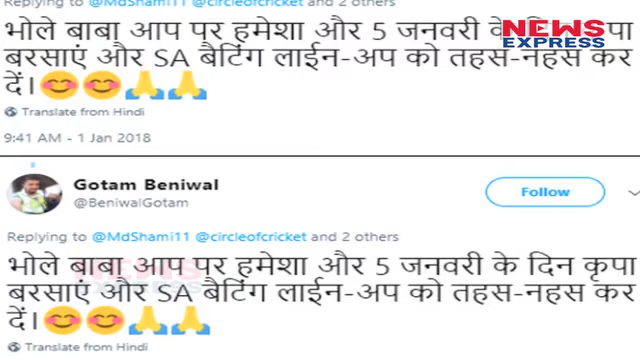 Replying to @MdShami11 @circleofcricket and 2 others
भोले बाबा आप पर हमेशा और 5 जनवरी के
NEWS
EXPRESS
बरसाएं और SA बैटिंग लाईन-अप को तहस-नहस कर
दें।😊😊🙏🙏
Translate from Hindi
9:41 AM - 1 Jan 2018
Gotam Beniwal
Follow
@BeniwalGotam
Replying to @MdShami11 @circleofcricket and 2 others
NEWS
EXPRESS
भोले बाबा आप पर हमेशा और 5 जनवरी के दिन कृपा
बरसाएं और SA बैटिंग लाईन-अप को तहस-नहस कर
दें।😊😊🙏🙏
Translate from Hindi